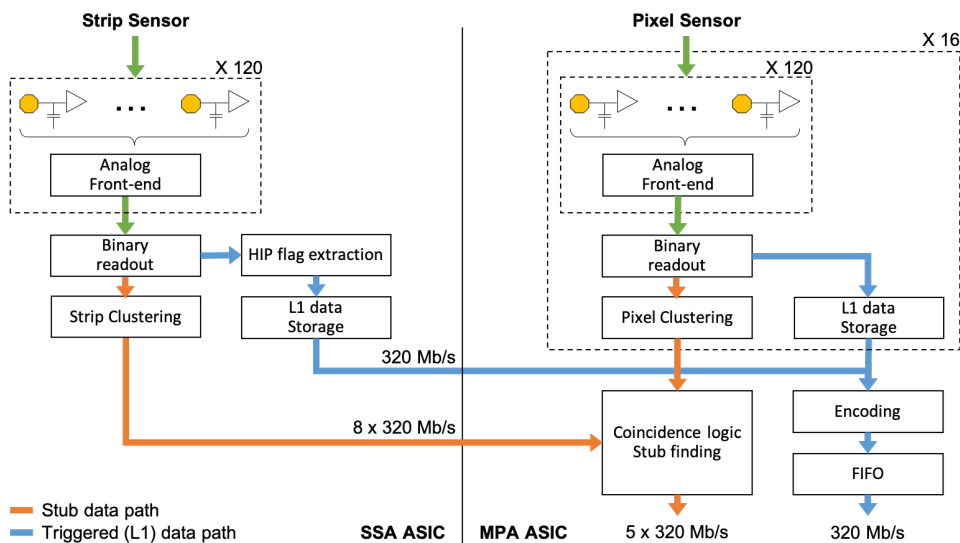 Strip Sensor
Pixel Sensor
X 16
X 120
X 120
...
...
Analog
Front-end
Analog
Front-end
Binary
readout
HIP flag extraction
Binary
readout
Strip Clustering
L1 data
Storage
Pixel Clustering
L1 data
Storage
320 Mb/s
8 x 320 Mb/s
Coincidence logic
Stub finding
Encoding
FIFO
Stub data path
Triggered (L1) data path
SSA ASIC
MPA ASIC
5 x 320 Mb/s
320 Mb/s